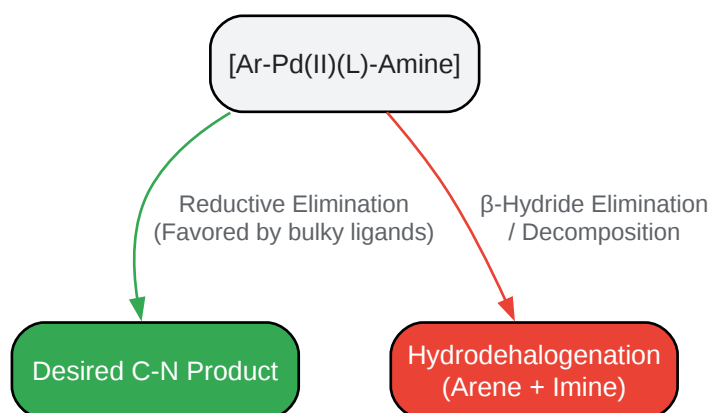 [Ar-Pd(II)(L)-Amine]
Reductive Elimination
(Favored by bulky ligands)
β-Hydride Elimination
/ Decomposition
Desired C-N Product
Hydrodehalogenation
(Arene + Imine)